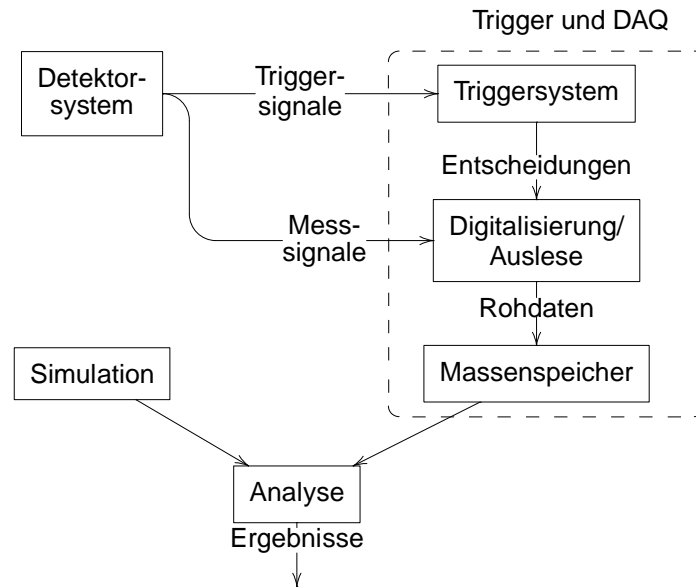 Trigger und DAQ
Detektor-
system
Trigger-
signale
Triggersystem
Entscheidungen
Mess-
signale
Digitalisierung/
Auslese
Rohdaten
Simulation
Massenspeicher
Analyse
Ergebnisse